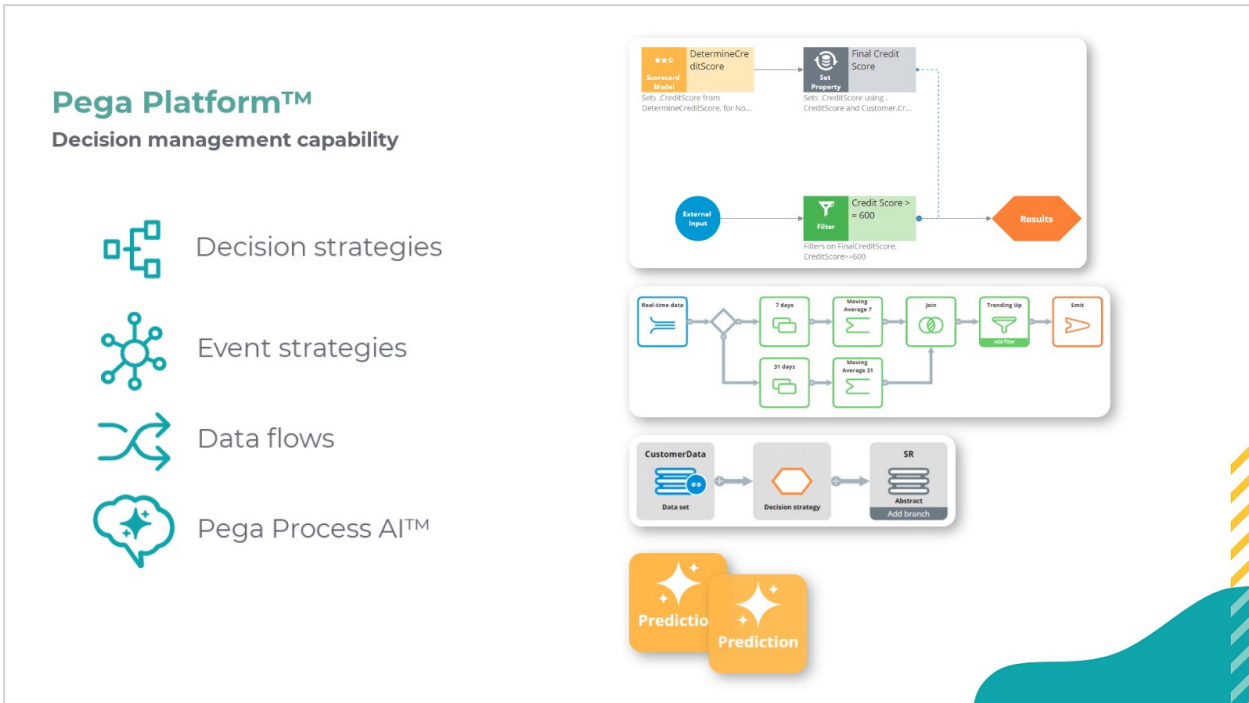 Pega Platform™
Decision management capability
Decision strategies
Event strategies
Data flows
Pega Process AI™
★★☆
Scorecard
Model
DetermineCre
ditScore
Sets .CreditScore from
DetermineCreditScore, for No...
Set
Property
Final Credit
Score
Sets .CreditScore using .
CreditScore and Customer.Cr...
External
Input
Filter
Credit Score >
= 600
Filters on FinalCreditScore.
CreditScore>=600
Results
Real-time data
7 days
Moving
Average 7
Join
Trending Up
Add filter
Emit
31 days
Moving
Average 31
CustomerData
Data set
Decision strategy
SR
Abstract
Add branch
Predictio
Prediction